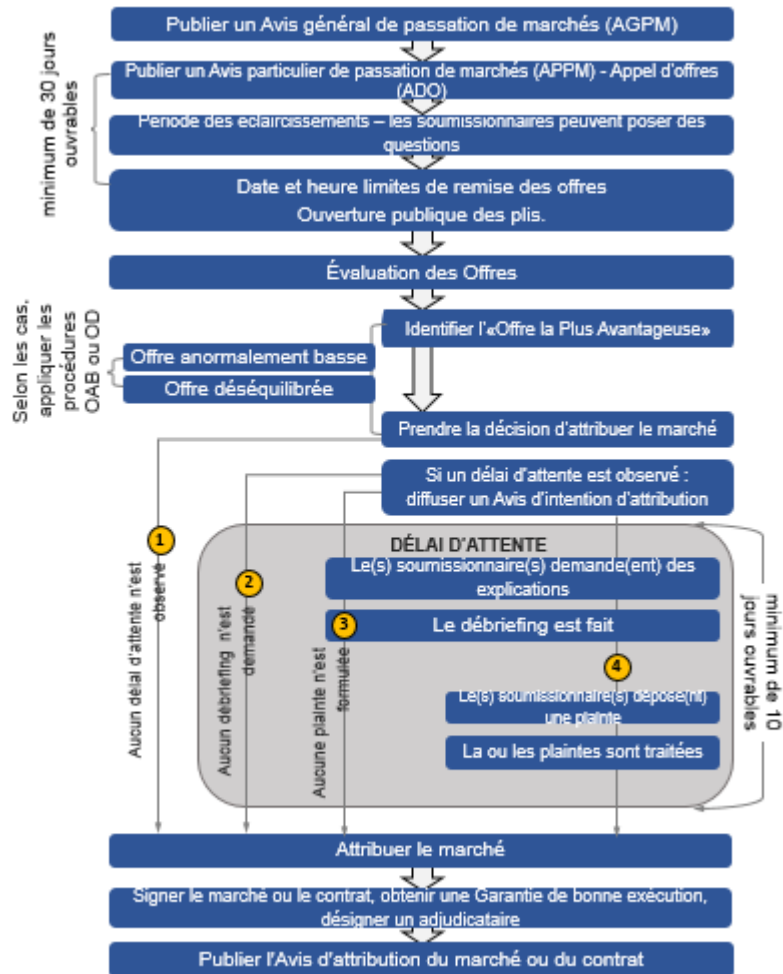 Publier un Avis général de passation de marchés (AGPM)
Publier un Avis particulier de passation de marchés (APPM) - Appel d'offres
(ADO)
Période des éclaircissements – les soumissionnaires peuvent poser des
questions
Date et heure limites de remise des offres
Ouverture publique des plis.
minimum de 30 jours
ouvrables
Évaluation des Offres
Identifier l'«Offre la Plus Avantageuse»
Selon les cas,
appliquer les
procédures
OAB ou OD
Offre anormalement basse
Offre déséquilibrée
Prendre la décision d'attribuer le marché
Si un délai d'attente est observé :
diffuser un Avis d'intention d'attribution
DÉLAI D'ATTENTE
Le(s) soumissionnaire(s) demande(ent) des
explications
Le débriefing est fait
Le(s) soumissionnaire(s) dépose(nt)
une plainte
La ou les plaintes sont traitées
1
Aucun délai d'attente n'est
observé
2
Aucun débriefing n'est
demandé
3
Aucune plainte n'est
formulée
4
minimum de 10
jours ouvrables
Attribuer le marché
Signer le marché ou le contrat, obtenir une Garantie de bonne exécution,
désigner un adjudicataire
Publier l'Avis d'attribution du marché ou du contrat